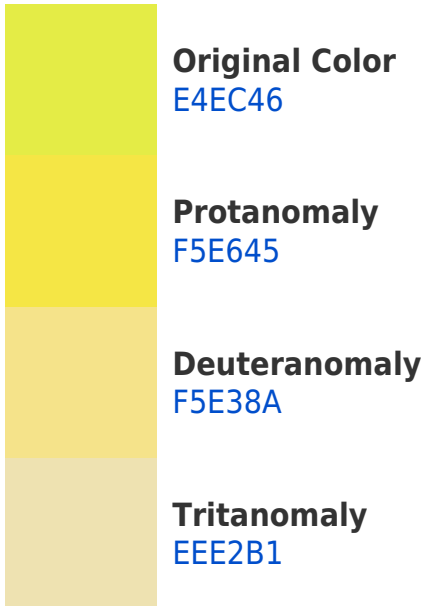 Original Color
E4EC46
Protanomaly
F5E645
Deuteranomaly
F5E38A
Tritanomaly
EEE2B1